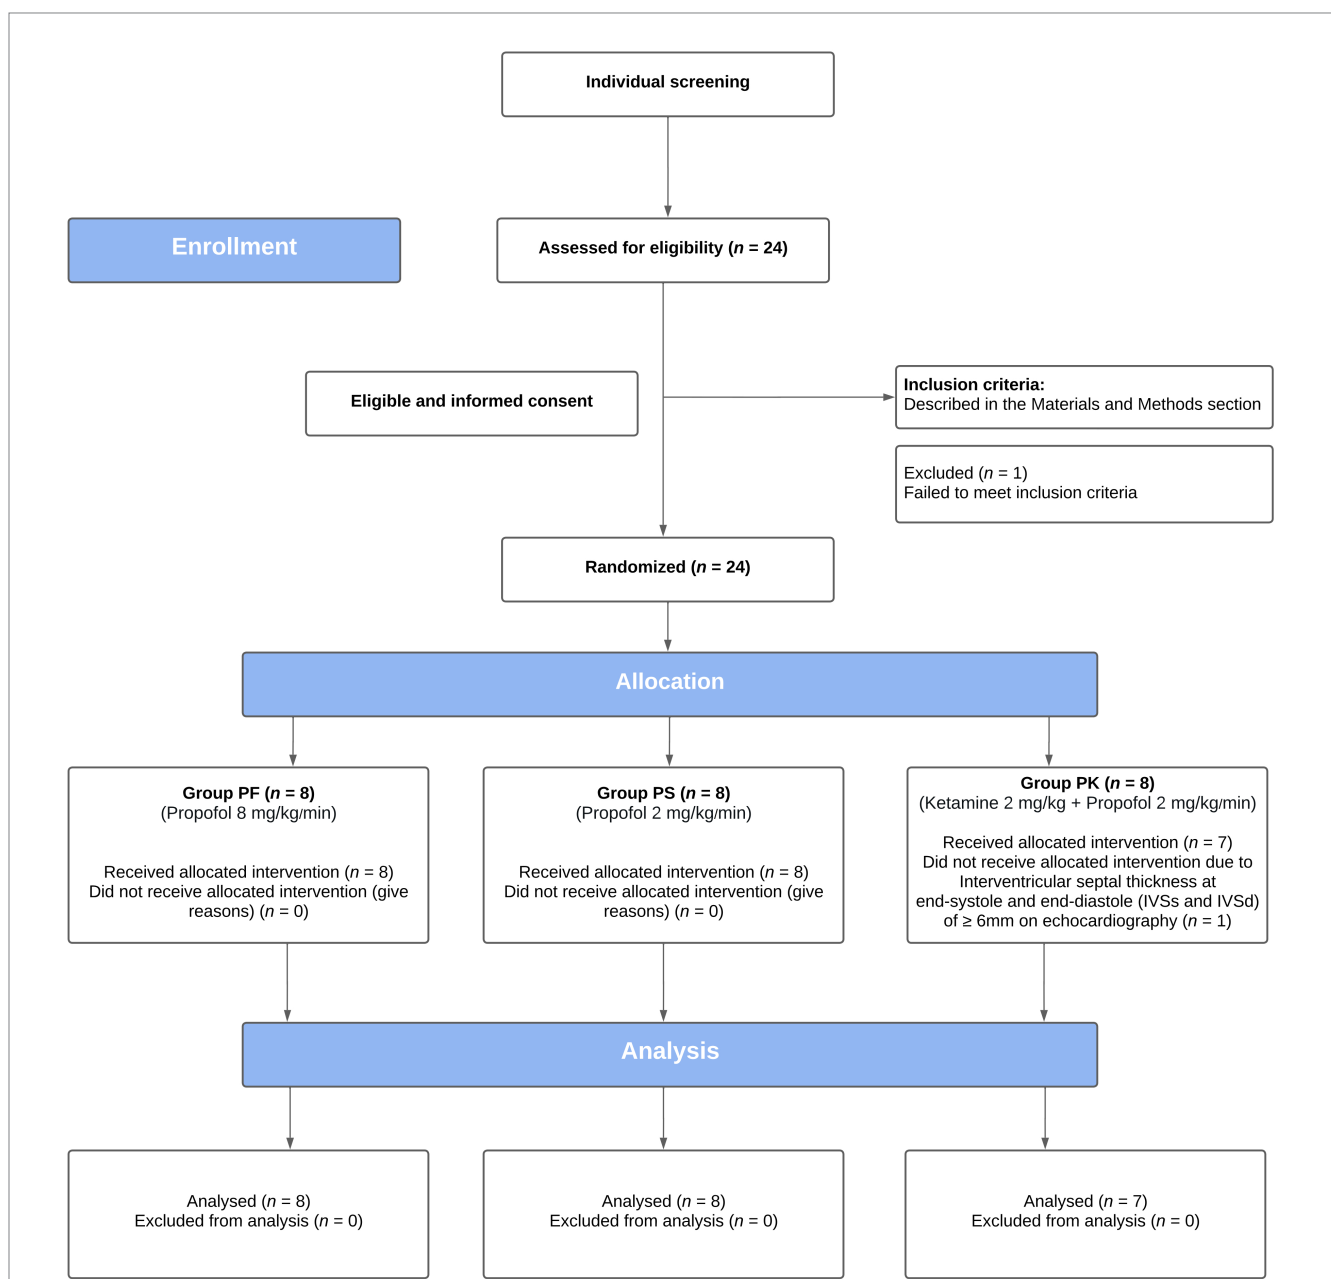 Individual screening
Enrollment
Assessed for eligibility (n = 24)
Eligible and informed consent
Inclusion criteria:
Described in the Materials and Methods section
Excluded (n = 1)
Failed to meet inclusion criteria
Randomized (n = 24)
Allocation
Group PF (n = 8)
(Propofol 8 mg/kg/min)
Received allocated intervention (n = 8)
Did not receive allocated intervention (give
reasons) (n = 0)
Group PS (n = 8)
(Propofol 2 mg/kg/min)
Received allocated intervention (n = 8)
Did not receive allocated intervention (give
reasons) (n = 0)
Group PK (n = 8)
(Ketamine 2 mg/kg + Propofol 2 mg/kg/min)
Received allocated intervention (n = 7)
Did not receive allocated intervention due to
Interventricular septal thickness at
end-systole and end-diastole (IVSs and IVSd)
of ≥ 6mm on echocardiography (n = 1)
Analysis
Analysed (n = 8)
Excluded from analysis (n = 0)
Analysed (n = 8)
Excluded from analysis (n = 0)
Analysed (n = 7)
Excluded from analysis (n = 0)